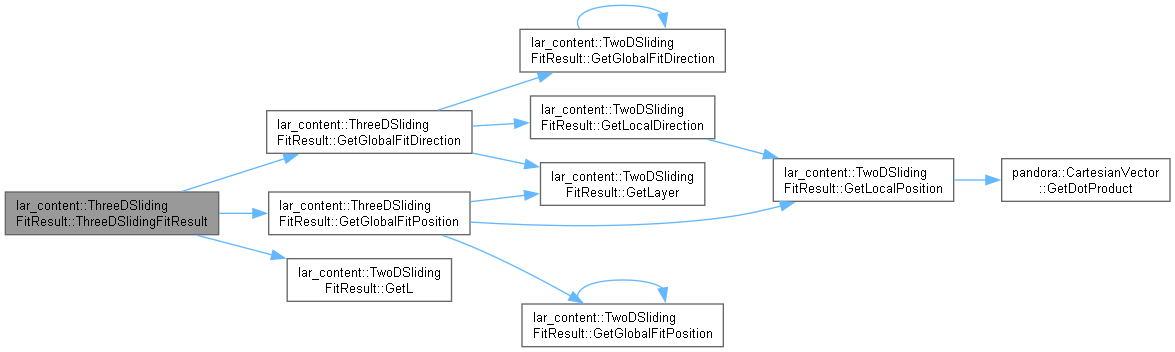 lar_content::ThreeDSliding
FitResult::ThreeDSlidingFitResult
lar_content::ThreeDSliding
FitResult::GetGlobalFitDirection
lar_content::ThreeDSliding
FitResult::GetGlobalFitPosition
lar_content::TwoDSliding
FitResult::GetL
lar_content::TwoDSliding
FitResult::GetGlobalFitDirection
lar_content::TwoDSliding
FitResult::GetLocalDirection
lar_content::TwoDSliding
FitResult::GetLayer
lar_content::TwoDSliding
FitResult::GetGlobalFitPosition
lar_content::TwoDSliding
FitResult::GetLocalPosition
pandora::CartesianVector
::GetDotProduct